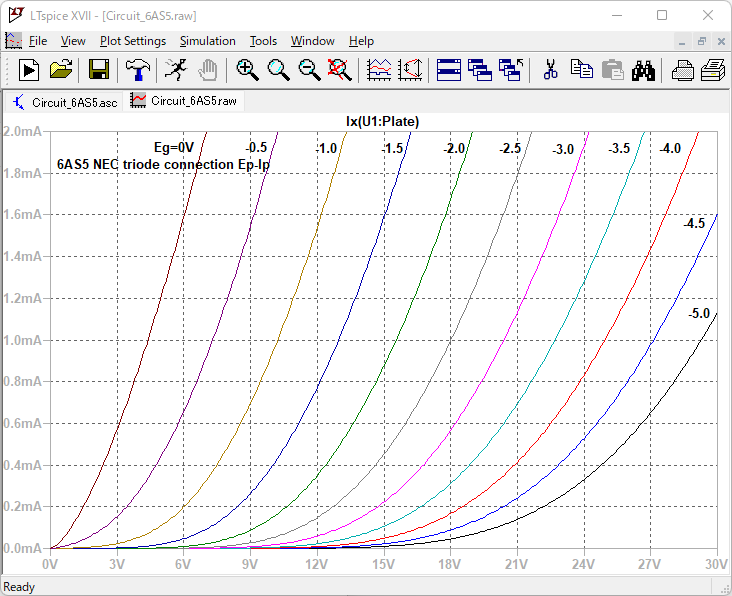 LTspice XVII - [Circuit_6AS5.raw]
File View Plot Settings Simulation Tools Window Help
Circuit_6AS5.asc Circuit_6AS5.raw
Ix(U1:Plate)
2.0mA
Eg=0V -0.5 -1.0 -1.5 -2.0 -2.5 -3.0 -3.5 -4.0
6AS5 NEC triode connection Ep-Ip
1.8mA
1.6mA
-4.5
1.4mA
1.2mA
-5.0
1.0mA
0.8mA
0.6mA
0.4mA
0.2mA
0.0mA
0V 3V 6V 9V 12V 15V 18V 21V 24V 27V 30V
Ready